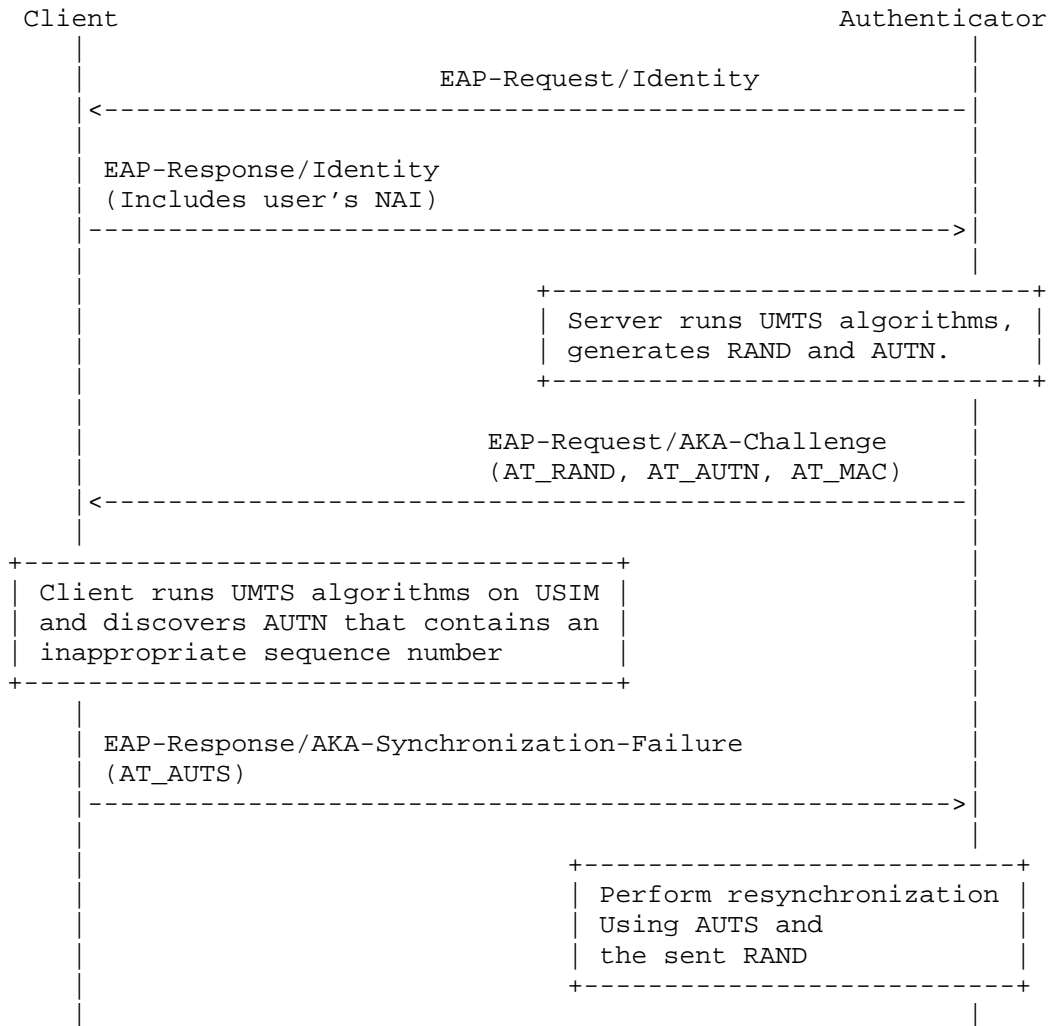 Client Authenticator
EAP-Request/Identity
EAP-Response/Identity
(Includes user's NAI)
Server runs UMTS algorithms,
generates RAND and AUTN.
EAP-Request/AKA-Challenge
(AT_RAND, AT_AUTN, AT_MAC)
Client runs UMTS algorithms on USIM
and discovers AUTN that contains an
inappropriate sequence number
EAP-Response/AKA-Synchronization-Failure
(AT_AUTS)
Perform resynchronization
Using AUTS and
the sent RAND